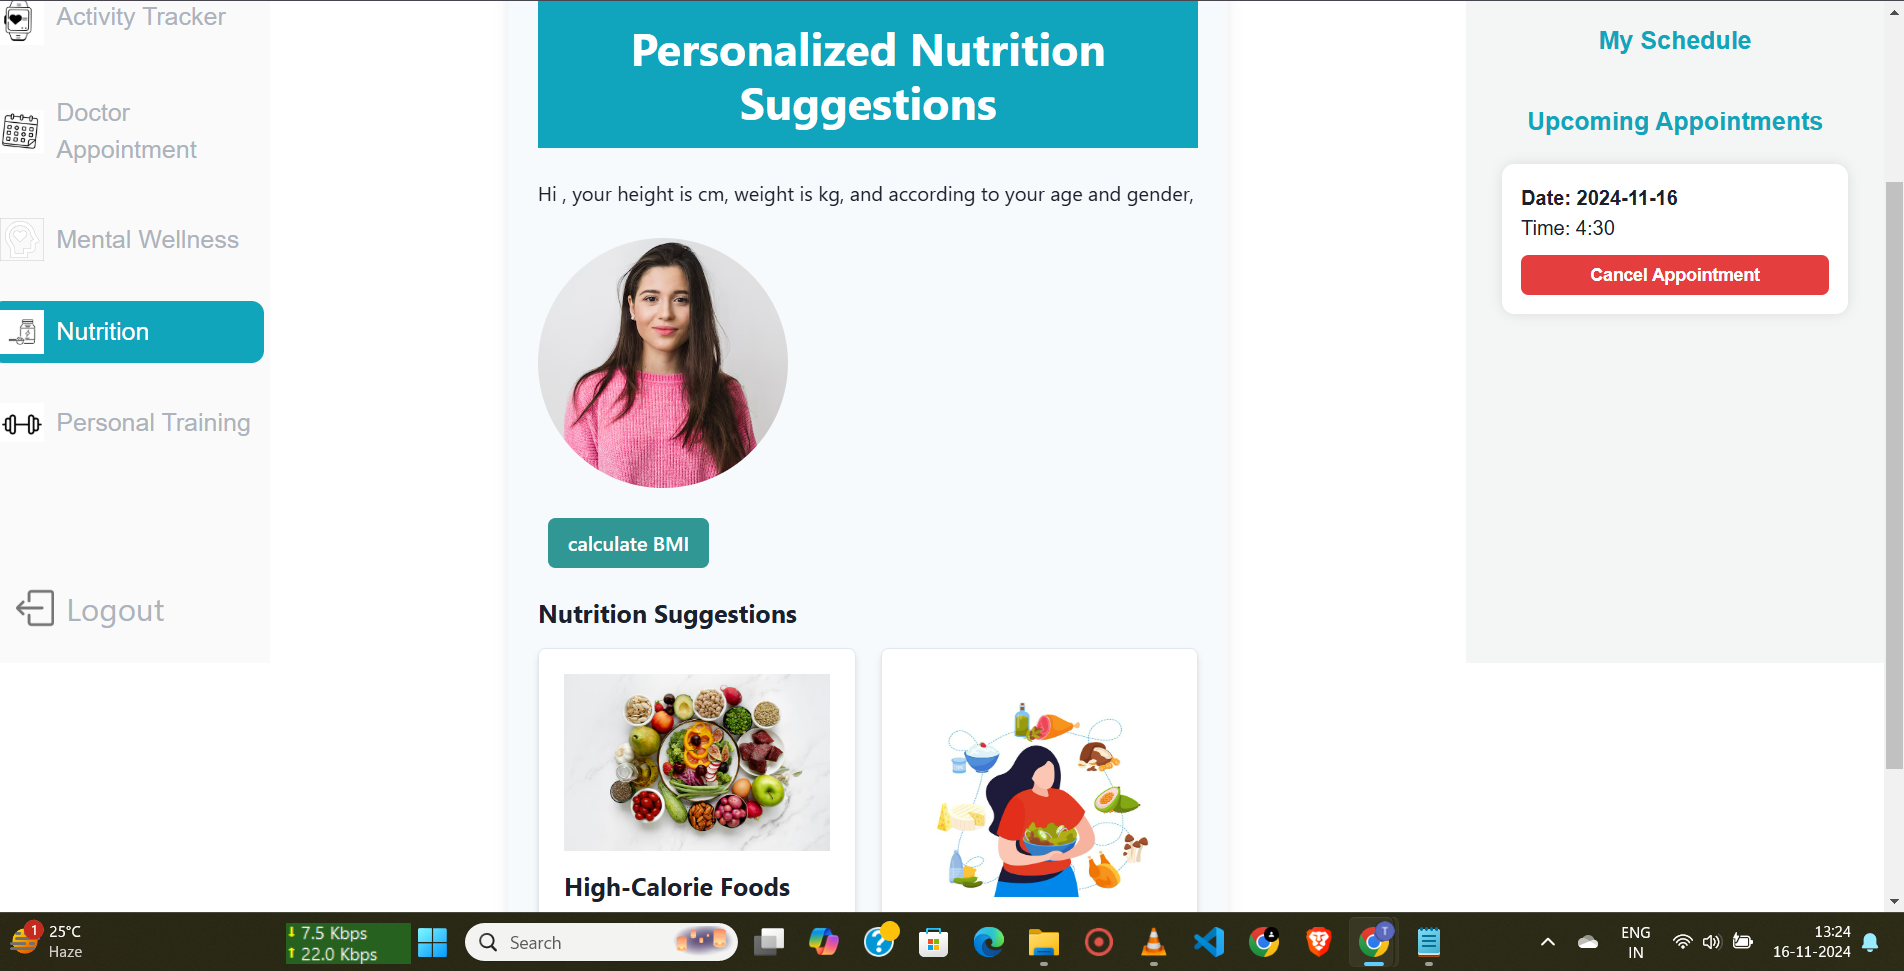 Activity Tracker
Doctor
Appointment
Mental Wellness
Nutrition
Personal Training
Logout
Personalized Nutrition
Suggestions
Hi , your height is cm, weight is kg, and according to your age and gender,
calculate BMI
Nutrition Suggestions
High-Calorie Foods
My Schedule
Upcoming Appointments
Date: 2024-11-16
Time: 4:30
Cancel Appointment
1
25°C
Haze
7.5 Kbps
22.0 Kbps
Search
T
ENG
IN
13:24
16-11-2024